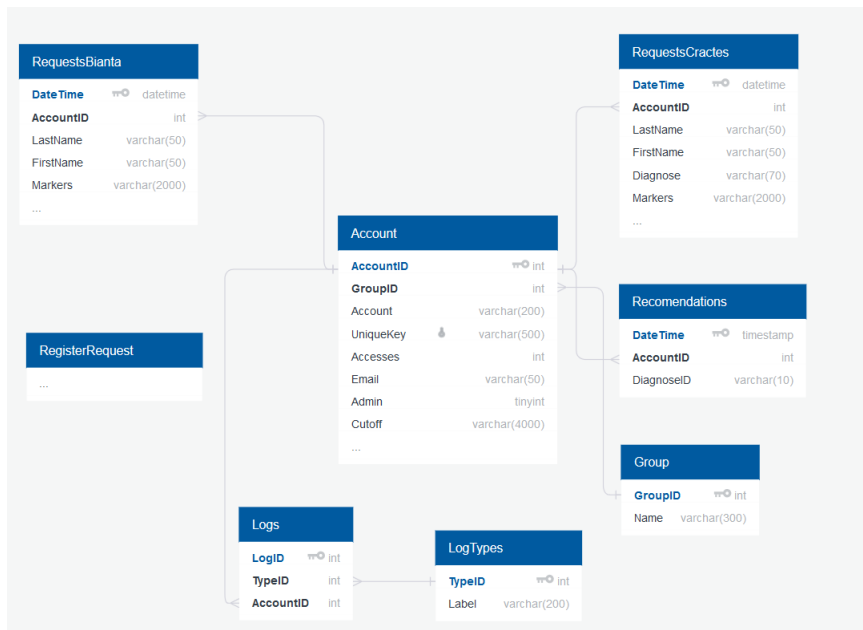 RequestsBianta
DateTime datetime
AccountID int
LastName varchar(50)
FirstName varchar(50)
Markers varchar(2000)
...
RequestsCractes
DateTime datetime
AccountID int
LastName varchar(50)
FirstName varchar(50)
Diagnose varchar(70)
Markers varchar(2000)
...
Account
AccountID int
GroupID int
Account varchar(200)
UniqueKey varchar(500)
Accesses int
Email varchar(50)
Admin tinyint
Cutoff varchar(4000)
...
Recomendations
DateTime timestamp
AccountID int
DiagnoseID varchar(10)
RegisterRequest
...
Group
GroupID int
Name varchar(300)
Logs
LogID int
TypeID int
AccountID int
LogTypes
TypeID int
Label varchar(200)